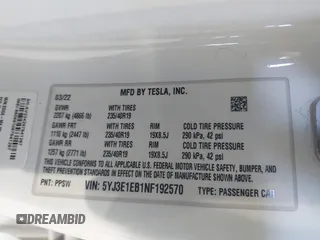 MFD BY TESLA, INC.
03/22
GVWR WITH TIRES
2207 kg (4866 lb) 235/40R19
GAWR FRT WITH TIRES RIM COLD TIRE PRESSURE
1110 kg (2447 lb) 235/40R19 19X8.5J 290 kPa, 42 psi
GAWR RR WITH TIRES RIM COLD TIRE PRESSURE
1257 kg (2771 lb) 235/40R19 19X8.5J 290 kPa, 42 psi
THIS VEHICLE CONFORMS TO ALL APPLICABLE FEDERAL MOTOR
VEHICLE SAFETY, BUMPER, AND THEFT PREVENTION STANDARDS IN
EFFECT ON THE DATE OF MANUFACTURE SHOWN ABOVE.
PNT: PPSW VIN: 5YJ3E1EB1NF192570 TYPE: PASSENGER CAR
DREAMBID